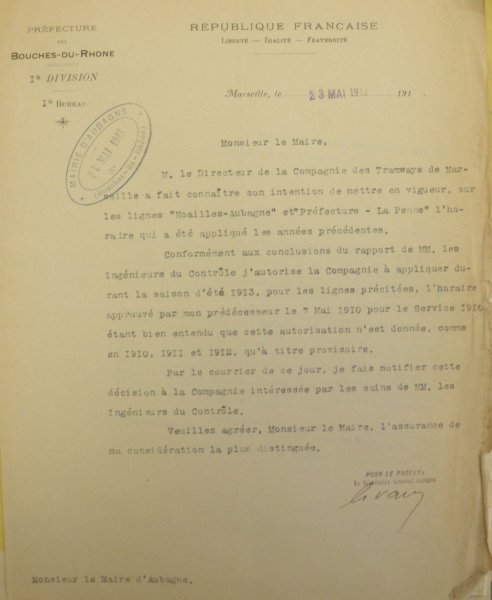 PRÉFECTURE
DES
BOUCHES-DU-RHONE
I° DIVISION
I° BUREAU
RÉPUBLIQUE FRANÇAISE
LIBERTÉ — EGALITÉ — FRATERNITÉ
Marseille, le 23 MAI 1913 191
MAIRIE D'AUBAGNE
24 MAI 1913
Monsieur le Maire,
M. le Directeur de la Compagnie des Tramways de Mar-
seille a fait connaître son intention de mettre en vigueur, sur
les lignes "Noailles-Aubagne" et"Préfecture - La Penne" l'ho-
raire qui a été appliqué les années précédentes.
Conformément aux conclusions du rapport de MM. les
Ingénieurs du Contrôle j'autorise la Compagnie à appliquer du-
rant la saison d'été 1913, pour les lignes précitées, l'horaire
approuvé par mon prédécesseur le 7 Mai 1910 pour le Service 1910,
étant bien entendu que cette autorisation n'est donnée, comme
en 1910, 1911 et 1912, qu'à titre provisoire.
Par le courrier de ce jour, je fais notifier cette
décision à la Compagnie intéressée par les soins de MM. les
Ingénieurs du Contrôle.
Veuillez agréer, Monsieur le Maire, l'assurance de
ma considération la plus distinguée.
POUR LE PRÉFET,
Le Secrétaire Général
Monsieur le Maire d'Aubagne.